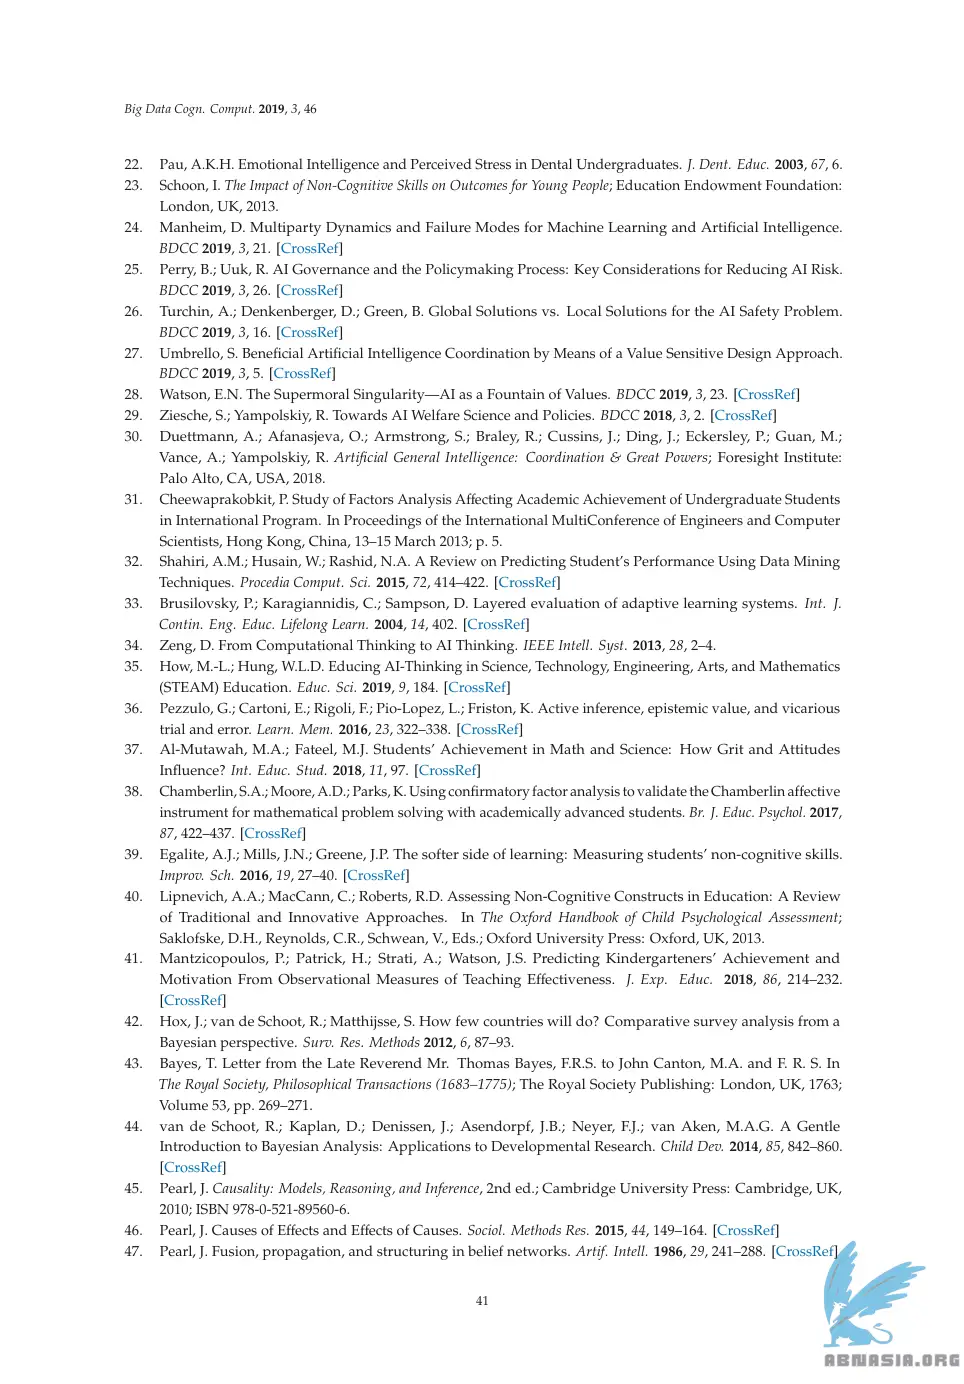 Big Data Cogn. Comput. 2019, 3, 46
22. Pau, A.K.H. Emotional Intelligence and Perceived Stress in Dental Undergraduates. J. Dent. Educ. 2003, 67, 6.
23. Schoon, I. The Impact of Non-Cognitive Skills on Outcomes for Young People; Education Endowment Foundation:
London, UK, 2013.
24. Manheim, D. Multiparty Dynamics and Failure Modes for Machine Learning and Artificial Intelligence.
BDCC 2019, 3, 21. [CrossRef]
25. Perry, B.; Uuk, R. AI Governance and the Policymaking Process: Key Considerations for Reducing AI Risk.
BDCC 2019, 3, 26. [CrossRef]
26. Turchin, A.; Denkenberger, D.; Green, B. Global Solutions vs. Local Solutions for the AI Safety Problem.
BDCC 2019, 3, 16. [CrossRef]
27. Umbrello, S. Beneficial Artificial Intelligence Coordination by Means of a Value Sensitive Design Approach.
BDCC 2019, 3, 5. [CrossRef]
28. Watson, E.N. The Supermoral Singularity—AI as a Fountain of Values. BDCC 2019, 3, 23. [CrossRef]
29. Ziesche, S.; Yampolskiy, R. Towards AI Welfare Science and Policies. BDCC 2018, 3, 2. [CrossRef]
30. Duettmann, A.; Afanasjeva, O.; Armstrong, S.; Braley, R.; Cussins, J.; Ding, J.; Eckersley, P.; Guan, M.;
Vance, A.; Yampolskiy, R. Artificial General Intelligence: Coordination & Great Powers; Foresight Institute:
Palo Alto, CA, USA, 2018.
31. Cheewaprakobkit, P. Study of Factors Analysis Affecting Academic Achievement of Undergraduate Students
in International Program. In Proceedings of the International MultiConference of Engineers and Computer
Scientists, Hong Kong, China, 13–15 March 2013; p. 5.
32. Shahiri, A.M.; Husain, W.; Rashid, N.A. A Review on Predicting Student's Performance Using Data Mining
Techniques. Procedia Comput. Sci. 2015, 72, 414–422. [CrossRef]
33. Brusilovsky, P.; Karagiannidis, C.; Sampson, D. Layered evaluation of adaptive learning systems. Int. J.
Contin. Eng. Educ. Lifelong Learn. 2004, 14, 402. [CrossRef]
34. Zeng, D. From Computational Thinking to AI Thinking. IEEE Intell. Syst. 2013, 28, 2–4.
35. How, M.-L.; Hung, W.L.D. Educing AI-Thinking in Science, Technology, Engineering, Arts, and Mathematics
(STEAM) Education. Educ. Sci. 2019, 9, 184. [CrossRef]
36. Pezzulo, G.; Cartoni, E.; Rigoli, F.; Pio-Lopez, L.; Friston, K. Active inference, epistemic value, and vicarious
trial and error. Learn. Mem. 2016, 23, 322–338. [CrossRef]
37. Al-Mutawah, M.A.; Fateel, M.J. Students' Achievement in Math and Science: How Grit and Attitudes
Influence? Int. Educ. Stud. 2018, 11, 97. [CrossRef]
38. Chamberlin, S.A.; Moore, A.D.; Parks, K. Using confirmatory factor analysis to validate the Chamberlin affective
instrument for mathematical problem solving with academically advanced students. Br. J. Educ. Psychol. 2017,
87, 422–437. [CrossRef]
39. Egalite, A.J.; Mills, J.N.; Greene, J.P. The softer side of learning: Measuring students' non-cognitive skills.
Improv. Sch. 2016, 19, 27–40. [CrossRef]
40. Lipnevich, A.A.; MacCann, C.; Roberts, R.D. Assessing Non-Cognitive Constructs in Education: A Review
of Traditional and Innovative Approaches. In The Oxford Handbook of Child Psychological Assessment;
Saklofske, D.H., Reynolds, C.R., Schwean, V., Eds.; Oxford University Press: Oxford, UK, 2013.
41. Mantzicopoulos, P.; Patrick, H.; Strati, A.; Watson, J.S. Predicting Kindergarteners' Achievement and
Motivation From Observational Measures of Teaching Effectiveness. J. Exp. Educ. 2018, 86, 214–232.
[CrossRef]
42. Hox, J.; van de Schoot, R.; Matthijsse, S. How few countries will do? Comparative survey analysis from a
Bayesian perspective. Surv. Res. Methods 2012, 6, 87–93.
43. Bayes, T. Letter from the Late Reverend Mr. Thomas Bayes, F.R.S. to John Canton, M.A. and F. R. S. In
The Royal Society, Philosophical Transactions (1683–1775); The Royal Society Publishing: London, UK, 1763;
Volume 53, pp. 269–271.
44. van de Schoot, R.; Kaplan, D.; Denissen, J.; Asendorpf, J.B.; Neyer, F.J.; van Aken, M.A.G. A Gentle
Introduction to Bayesian Analysis: Applications to Developmental Research. Child Dev. 2014, 85, 842–860.
[CrossRef]
45. Pearl, J. Causality: Models, Reasoning, and Inference, 2nd ed.; Cambridge University Press: Cambridge, UK,
2010; ISBN 978-0-521-89560-6.
46. Pearl, J. Causes of Effects and Effects of Causes. Sociol. Methods Res. 2015, 44, 149–164. [CrossRef]
47. Pearl, J. Fusion, propagation, and structuring in belief networks. Artif. Intell. 1986, 29, 241–288. [CrossRef]
41
ABNASIA.ORG